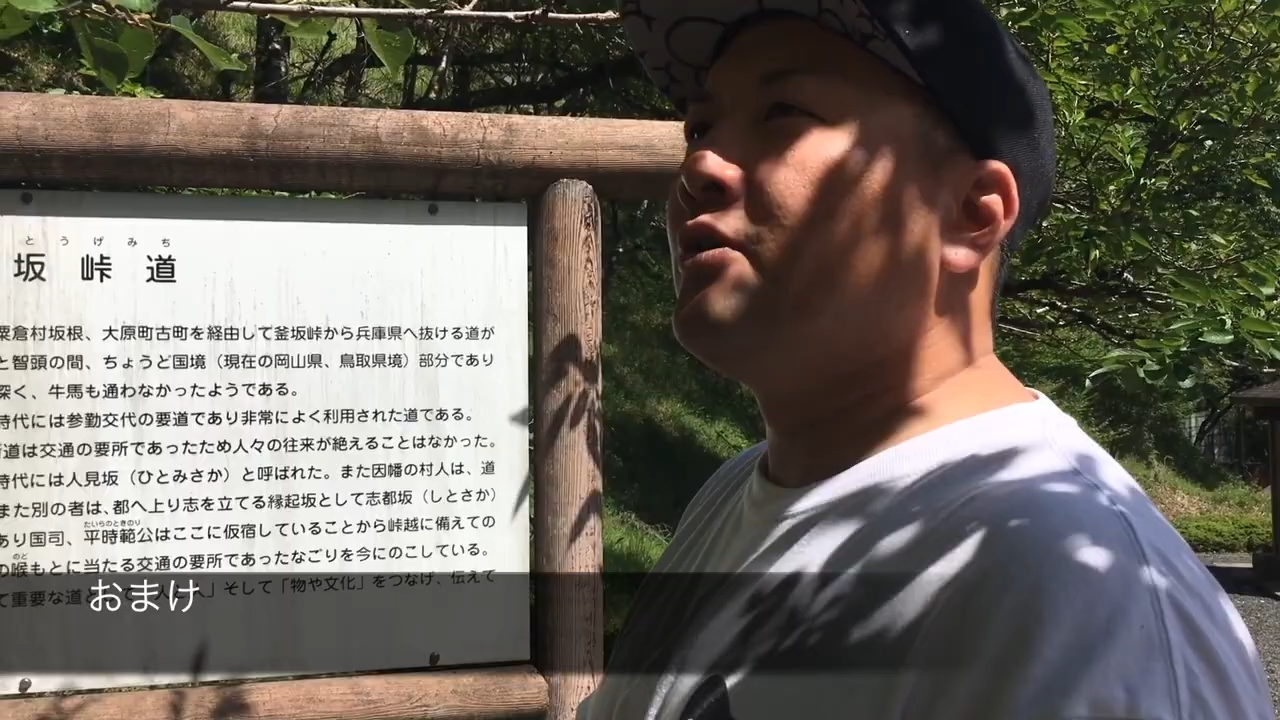 とうげみち
坂 峠 道
粟倉村坂根、大原町古町を経由して釜坂峠から兵庫県へ抜ける道が
と智頭の間、ちょうど国境（現在の岡山県、鳥取県境）部分であり
深く、牛馬も通わなかったようである。
時代には参勤交代の要道であり非常によく利用された道である。
街道は交通の要所であったため人々の往来が絶えることはなかった。
時代には人見坂（ひとみさか）と呼ばれた。また因幡の村人は、道
また別の者は、都へ上り志を立てる縁起坂として志都坂（しとさか）
たいらのときのり
あり国司、平時範公はここに仮宿していることから峠越に備えての
のど
の喉もとに当たる交通の要所であったなごりを今にのこしている。
て重要な道として「人と人」そして「物や文化」をつなげ、伝えて
おまけ